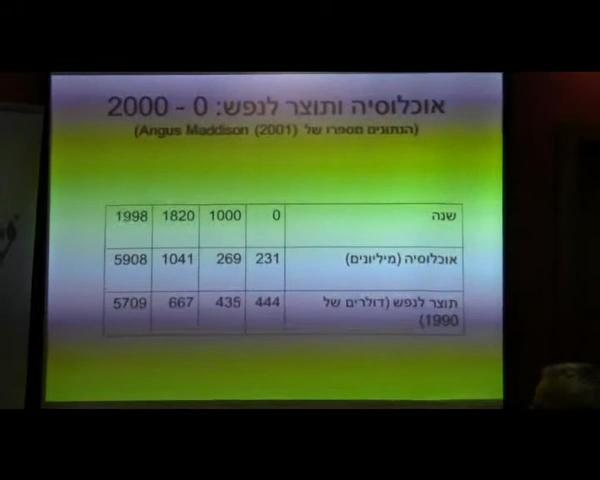 אוכלוסיה ותוצר לנפש: 0 - 2000
(הנתונים מספרו של Angus Maddison (2001))
שנה 0 1000 1820 1998
אוכלוסיה (מיליונים) 231 269 1041 5908
תוצר לנפש (דולרים של 444 435 667 5709
1990)